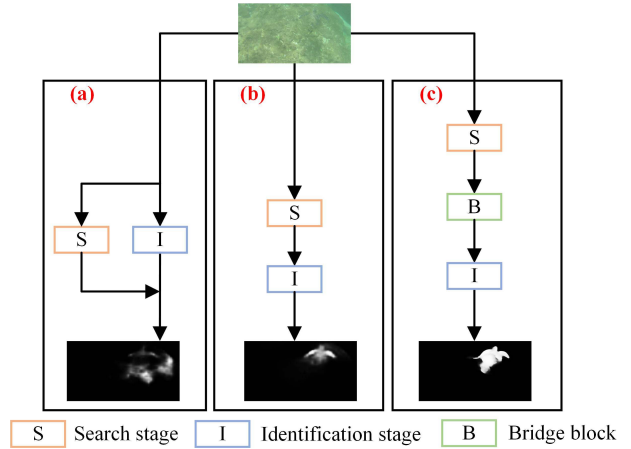 (a) (b) (c)
S
B
S
S I
I I
S Search stage I Identification stage B Bridge block